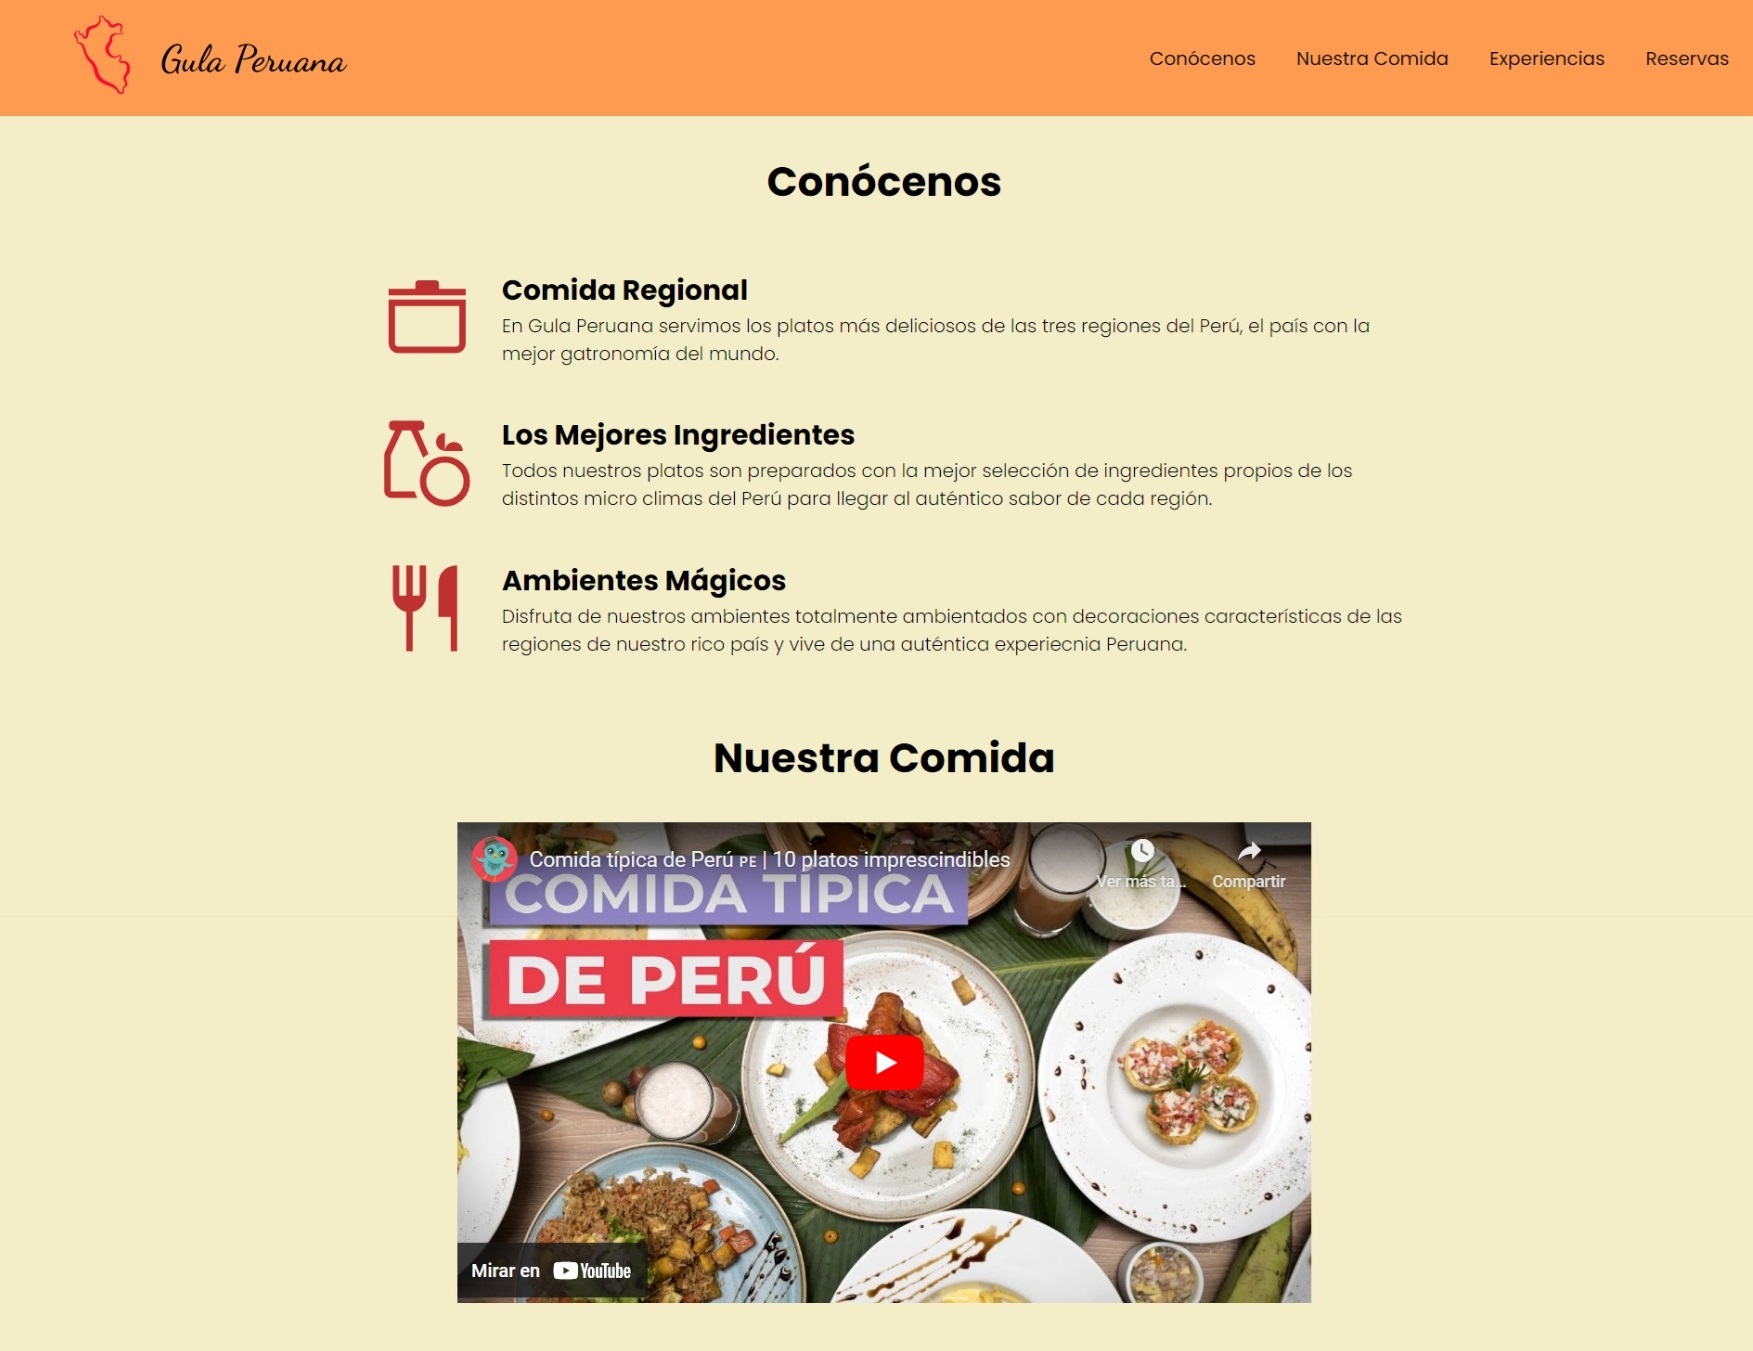 Gula Peruana
Conócenos
Nuestra Comida
Experiencias
Reservas
Conócenos
Comida Regional
En Gula Peruana servimos los platos más deliciosos de las tres regiones del Perú, el país con la
mejor gatronomía del mundo.
Los Mejores Ingredientes
Todos nuestros platos son preparados con la mejor selección de ingredientes propios de los
distintos micro climas del Perú para llegar al auténtico sabor de cada región.
Ambientes Mágicos
Disfruta de nuestros ambientes totalmente ambientados con decoraciones características de las
regiones de nuestro rico país y vive de una auténtica experiecnia Peruana.
Nuestra Comida
Comida típica de Perú PE | 10 platos imprescindibles
Ver más ta...
Compartir
COMIDA TÍPICA
DE PERÚ
Mirar en YouTube